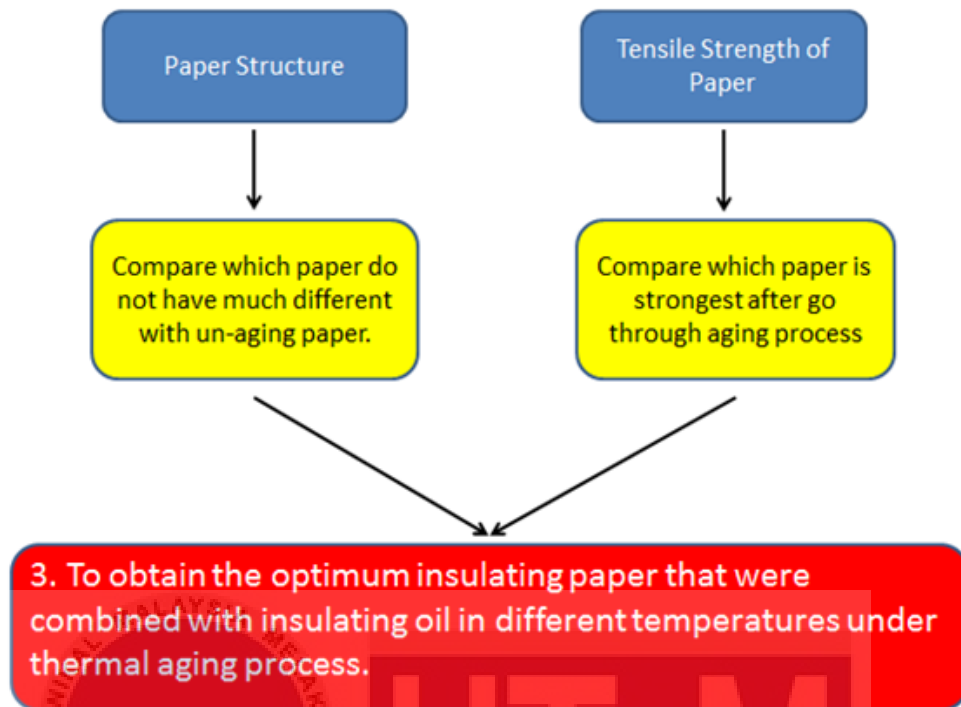 Paper Structure
Tensile Strength of
Paper
Compare which paper do
not have much different
with un-aging paper.
Compare which paper is
strongest after go
through aging process
3. To obtain the optimum insulating paper that were
combined with insulating oil in different temperatures under
thermal aging process.